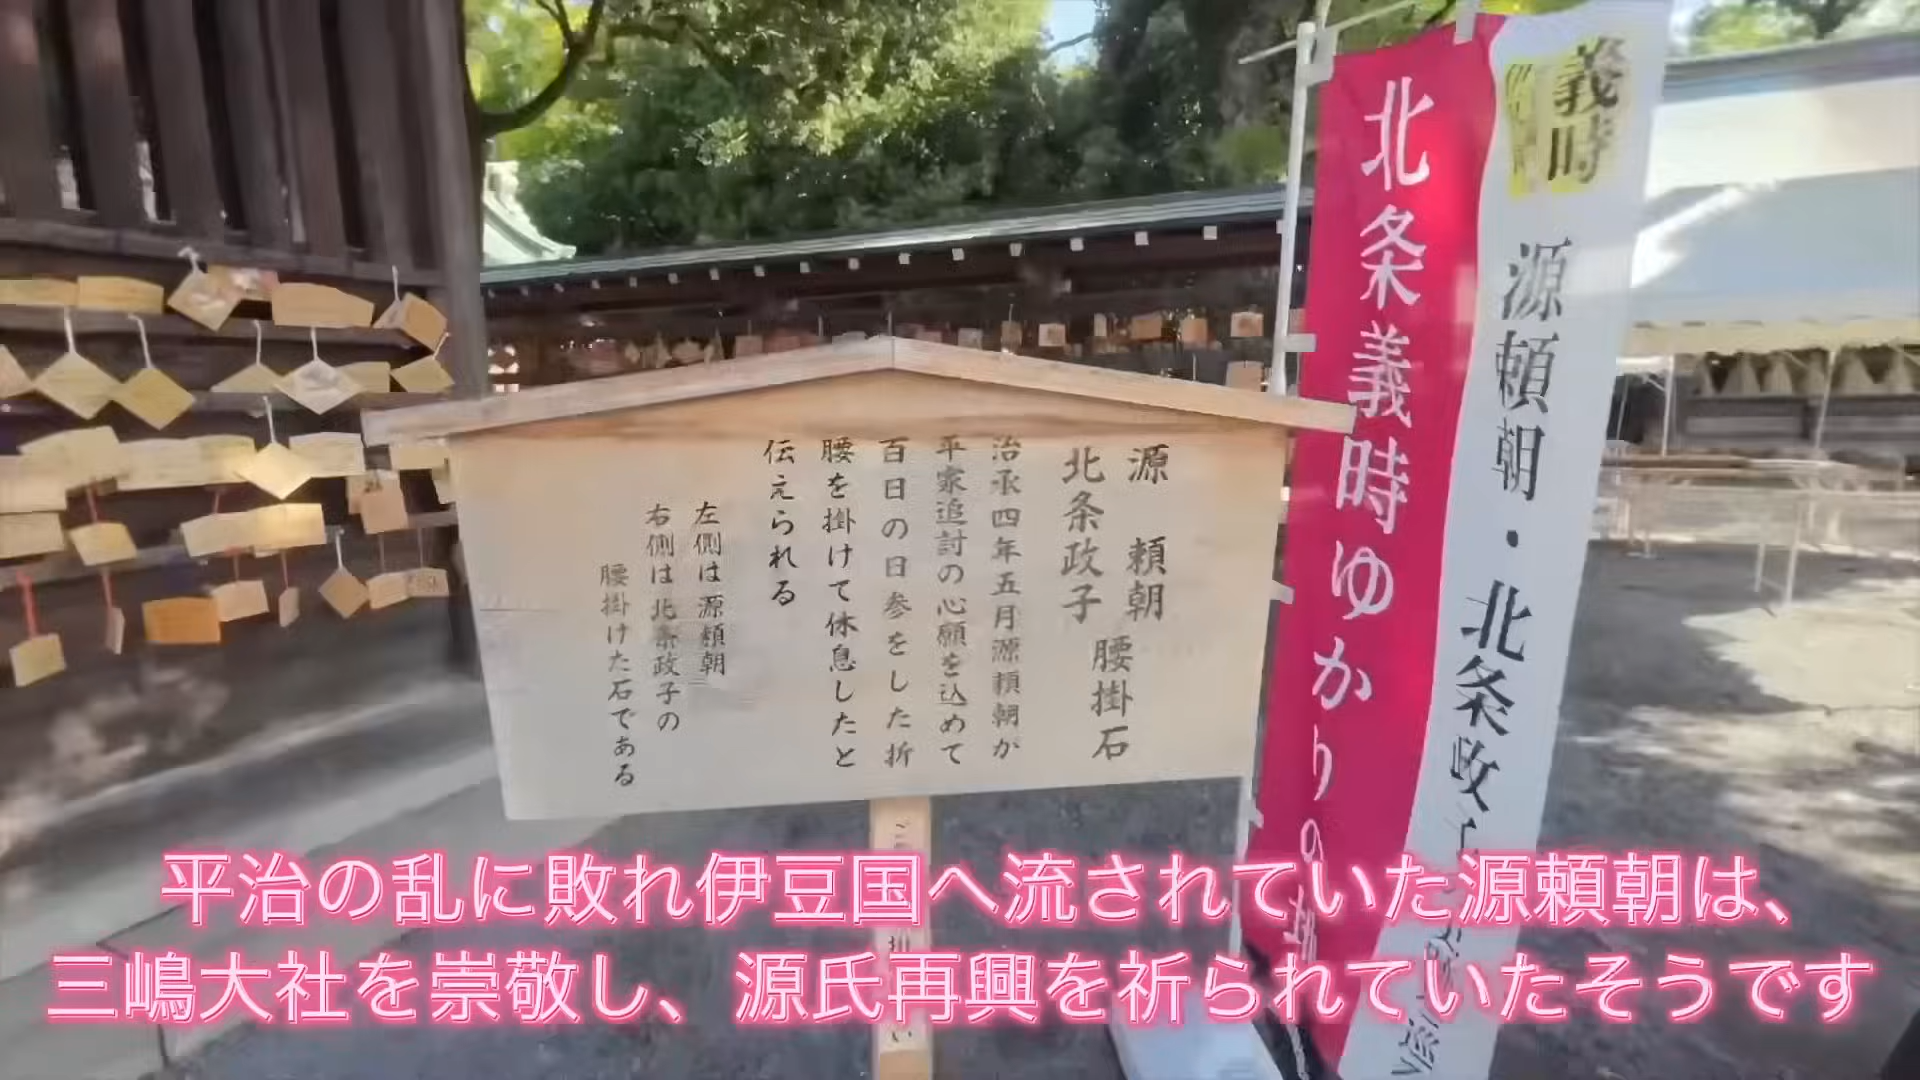 源 頼朝
北条政子
腰掛石
治承四年五月源頼朝が
平家追討の心願を込めて
百日の日参をした折
腰を掛けて休息したと
伝えられる
左側は源頼朝
右側は北条政子の
腰掛けた石である
義時
源頼朝・北条政子
北条義時ゆかりの
平治の乱に敗れ伊豆国へ流されていた源頼朝は、
三嶋大社を崇敬し、源氏再興を祈られていたそうです